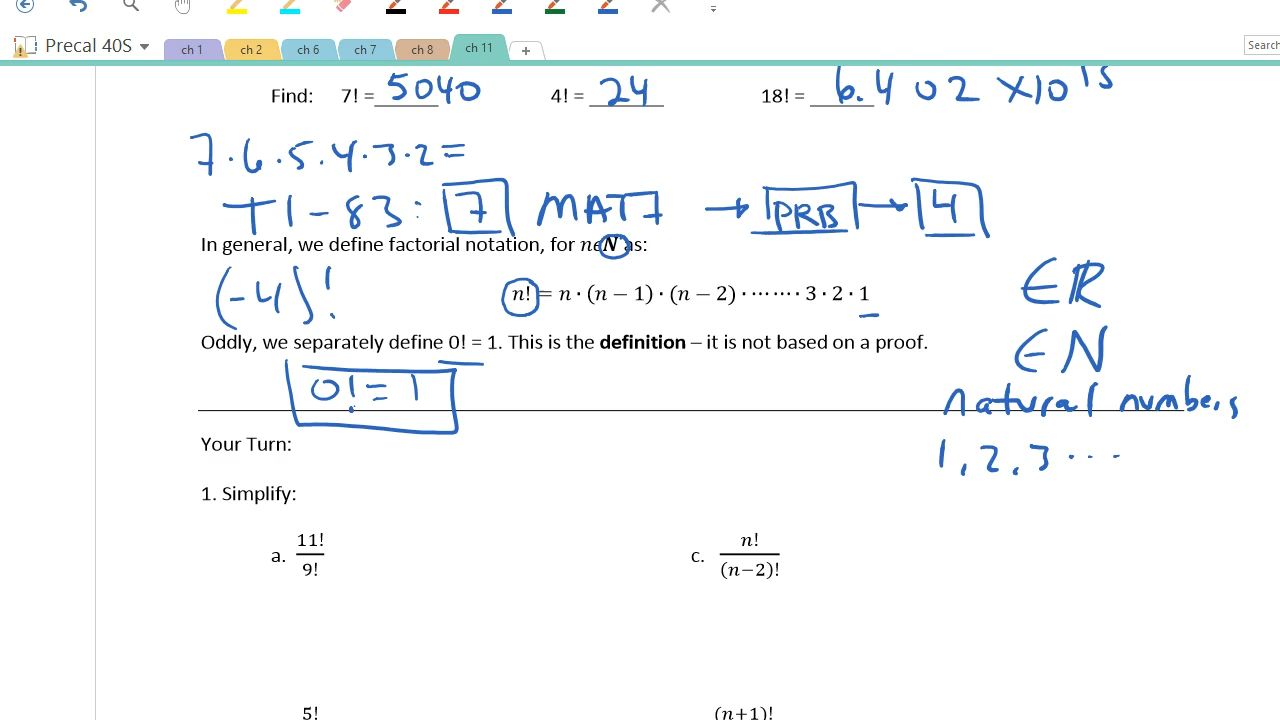 Precal 40S ch 1 ch 2 ch 6 ch 7 ch 8 ch 11 + Search
Find: 7! = 5040 4! = 24 18! = 6.402 ×10^15
7·6·5·4·3·2=
TI-83: 7 MATH → PRB → 4
In general, we define factorial notation, for nϵN as:
(-4)!
n! = n · (n − 1) · (n − 2) · ⋯⋯ · 3 · 2 · 1
∈ℝ
∈N
Oddly, we separately define 0! = 1. This is the definition – it is not based on a proof.
0! = 1
natural numbers
1, 2, 3 ...
Your Turn:
1. Simplify:
a. 11!/9!
c. n!/(n−2)!
5! (n+1)!